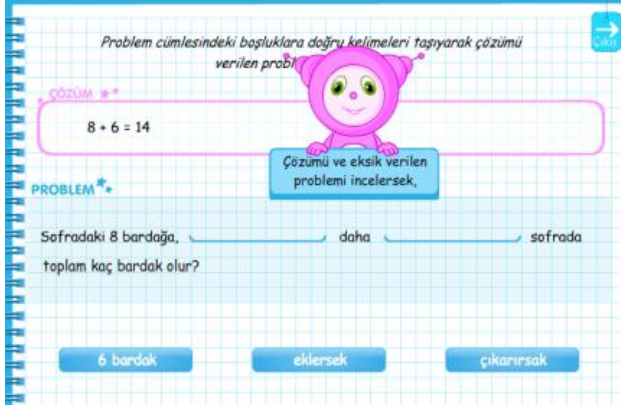 Problem cümlesindeki boşluklara doğru kelimeleri taşıyarak çözümü
verilen
Çıkış
ÇÖZÜM
8 + 6 = 14
Çözümü ve eksik verilen
problemi incelersek,
PROBLEM
Sofradaki 8 bardağa, daha sofrada
toplam kaç bardak olur?
6 bardak eklersek çıkarırsak